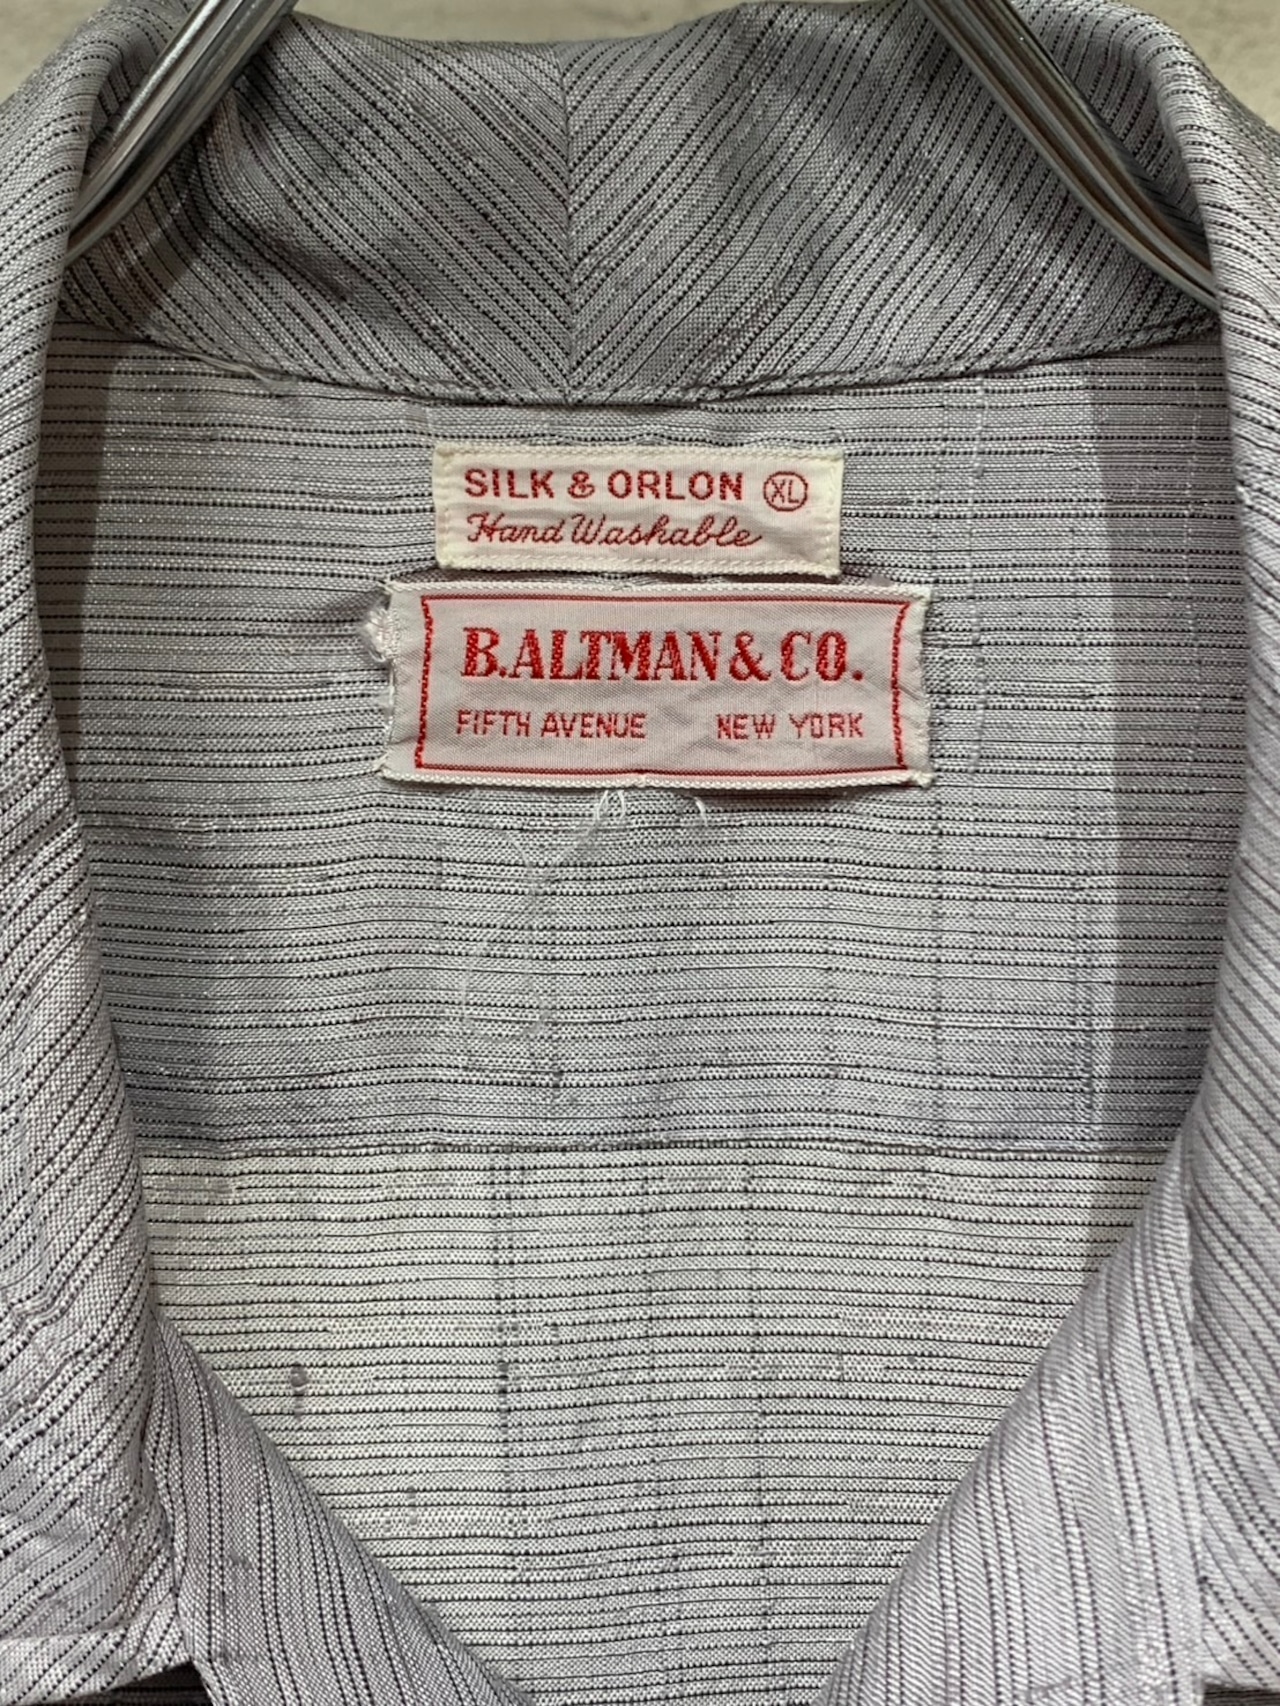 SILK & ORLON XL
Hand Washable
B. ALTMAN & CO.
FIFTH AVENUE NEW YORK